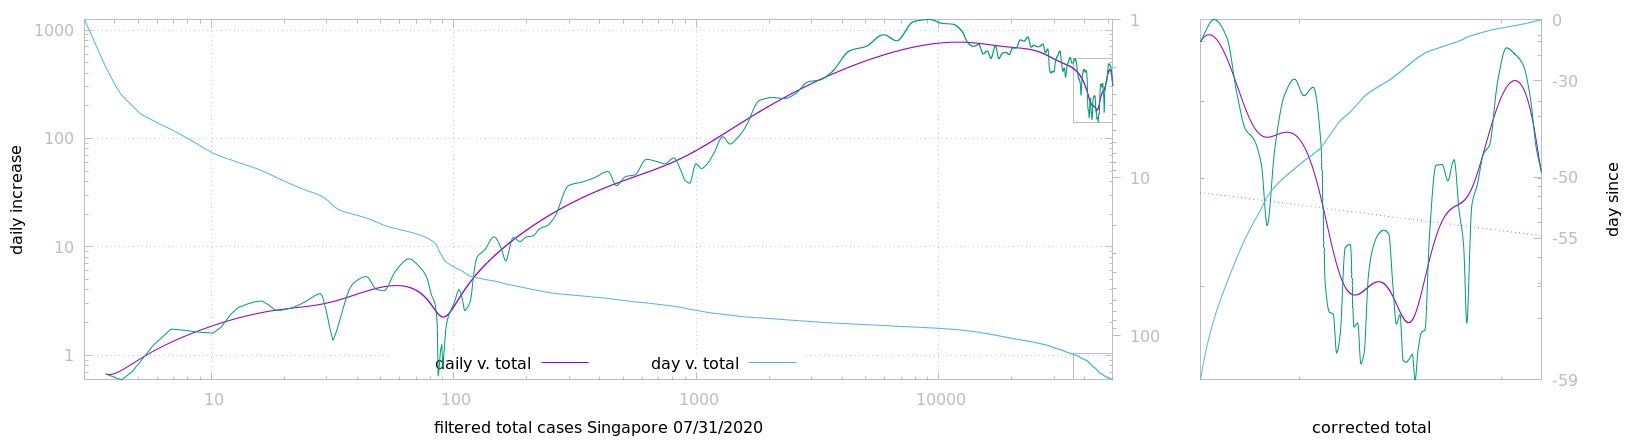 daily increase
1000
100
10
1
10
100
1000
10000
1
10
100
daily v. total
day v. total
filtered total cases Singapore 07/31/2020
0
-30
-50
-55
-59
day since
corrected total